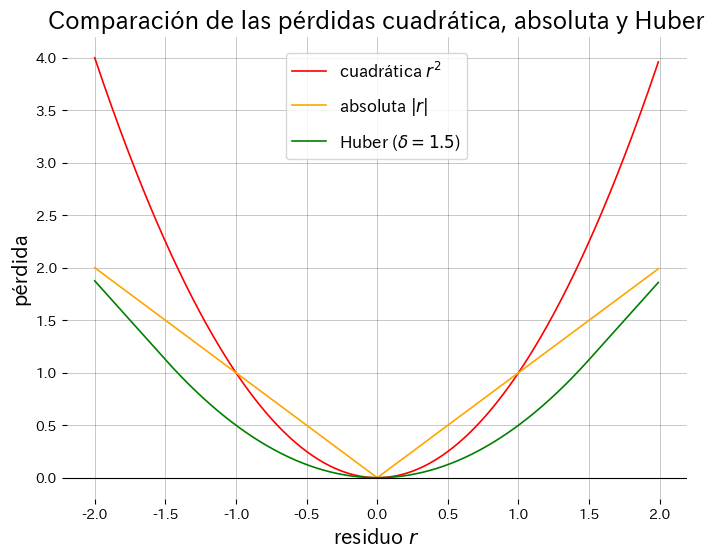 Comparación de las pérdidas cuadrática, absoluta y Huber
cuadrática r²
absoluta |r|
Huber (δ = 1.5)
pérdida
4.0
3.5
3.0
2.5
2.0
1.5
1.0
0.5
0.0
-2.0 -1.5 -1.0 -0.5 0.0 0.5 1.0 1.5 2.0
residuo r